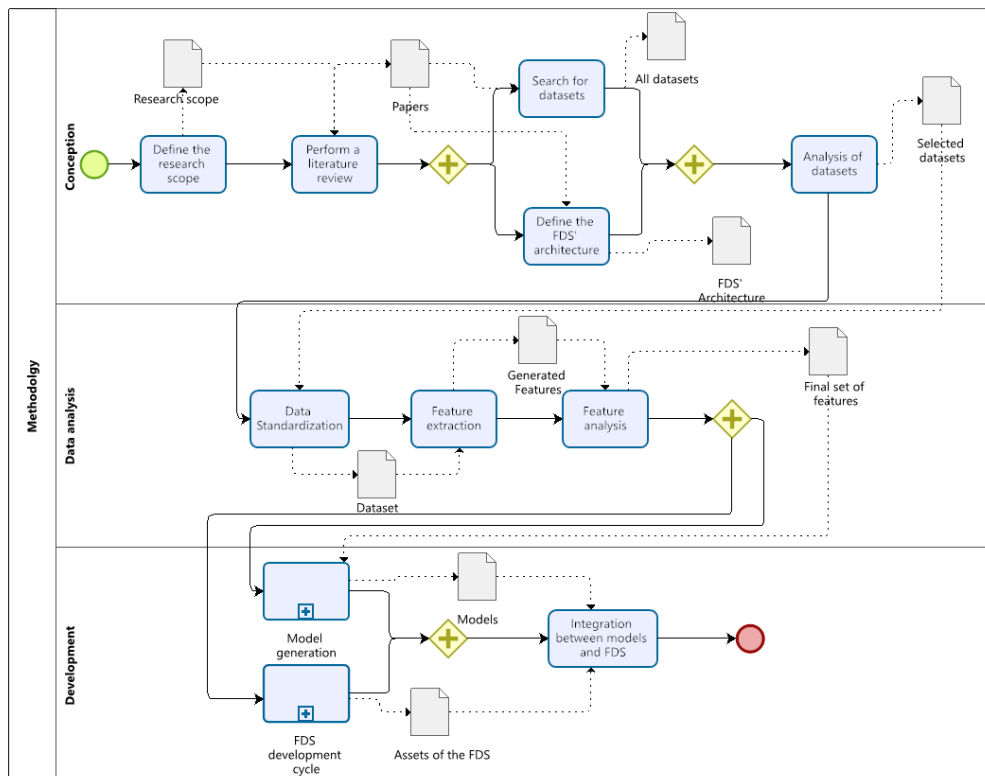 Methodolgy
Conception
Research scope
Papers
Search for
datasets
All datasets
Selected
datasets
Define the
research
scope
Perform a
literature
review
Analysis of
datasets
Define the
FDS'
architecture
FDS'
Architecture
Data analysis
Generated
Features
Final set of
features
Data
Standardization
Feature
extraction
Feature
analysis
Dataset
Development
Model
generation
Models
Integration
between models
and FDS
FDS
development
cycle
Assets of the FDS